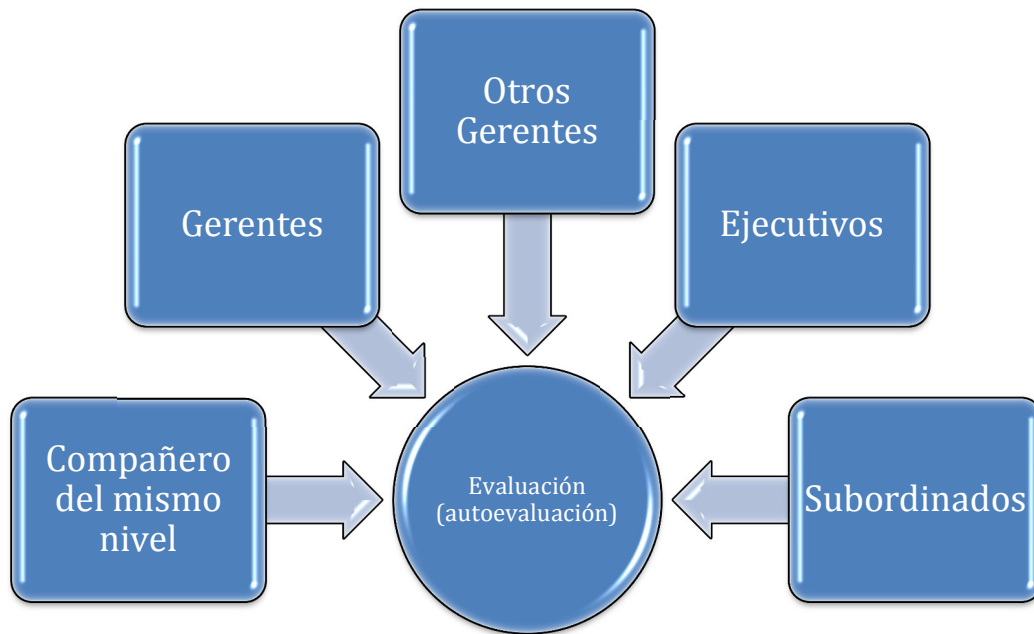 Otros
Gerentes
Gerentes
Ejecutivos
Compañero
del mismo
nivel
Evaluación
(autoevaluación)
Subordinados